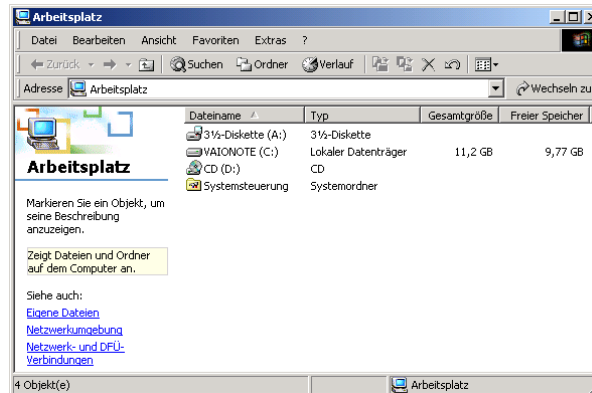 Arbeitsplatz
Datei Bearbeiten Ansicht Favoriten Extras ?
Zurück Suchen Ordner Verlauf
Adresse Arbeitsplatz Wechseln zu
Dateiname Typ Gesamtgröße Freier Speicher
3½-Diskette (A:) 3½-Diskette
VAIONOTE (C:) Lokaler Datenträger 11,2 GB 9,77 GB
CD (D:) CD
Systemsteuerung Systemordner
Arbeitsplatz
Markieren Sie ein Objekt, um
seine Beschreibung
anzuzeigen.
Zeigt Dateien und Ordner
auf dem Computer an.
Siehe auch:
Eigene Dateien
Netzwerkumgebung
Netzwerk- und DFÜ-
Verbindungen
4 Objekt(e) Arbeitsplatz